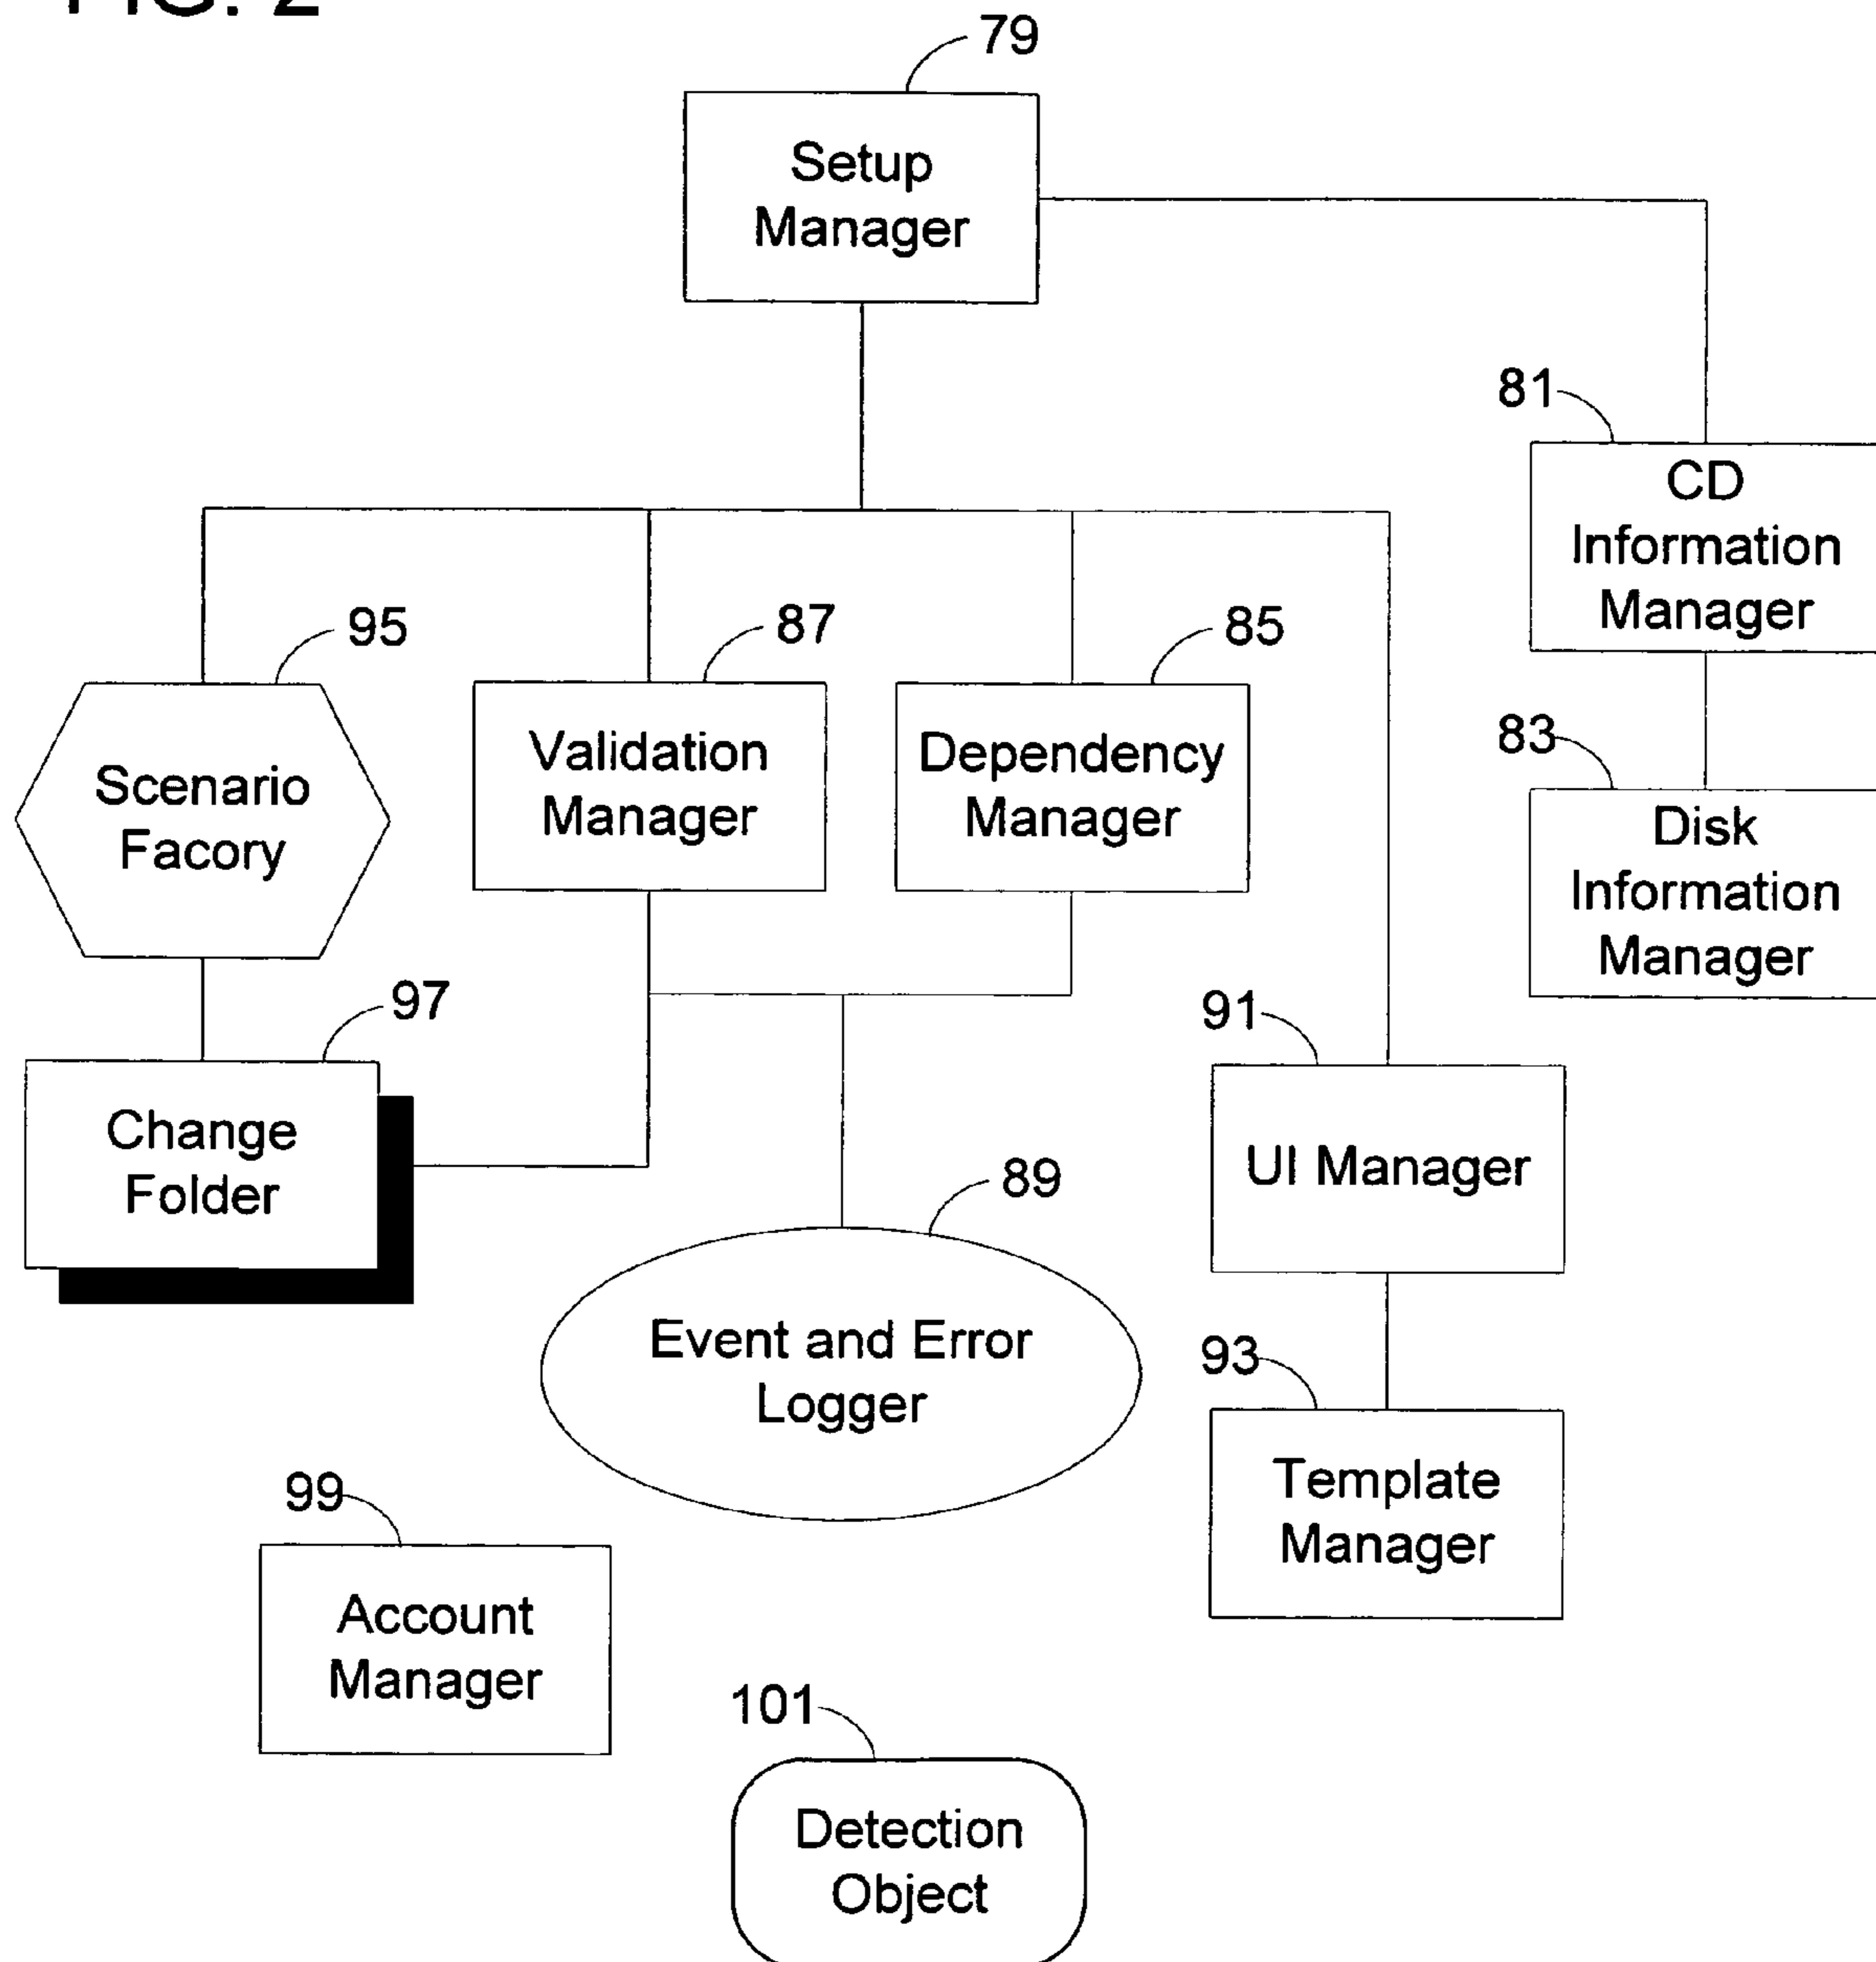 FIG. 2
79
Setup
Manager
81
CD
Information
Manager
95
87
85
Scenario
Facory
Validation
Manager
Dependency
Manager
83
Disk
Information
Manager
97
Change
Folder
91
UI Manager
89
Event and Error
Logger
93
Template
Manager
99
Account
Manager
101
Detection
Object